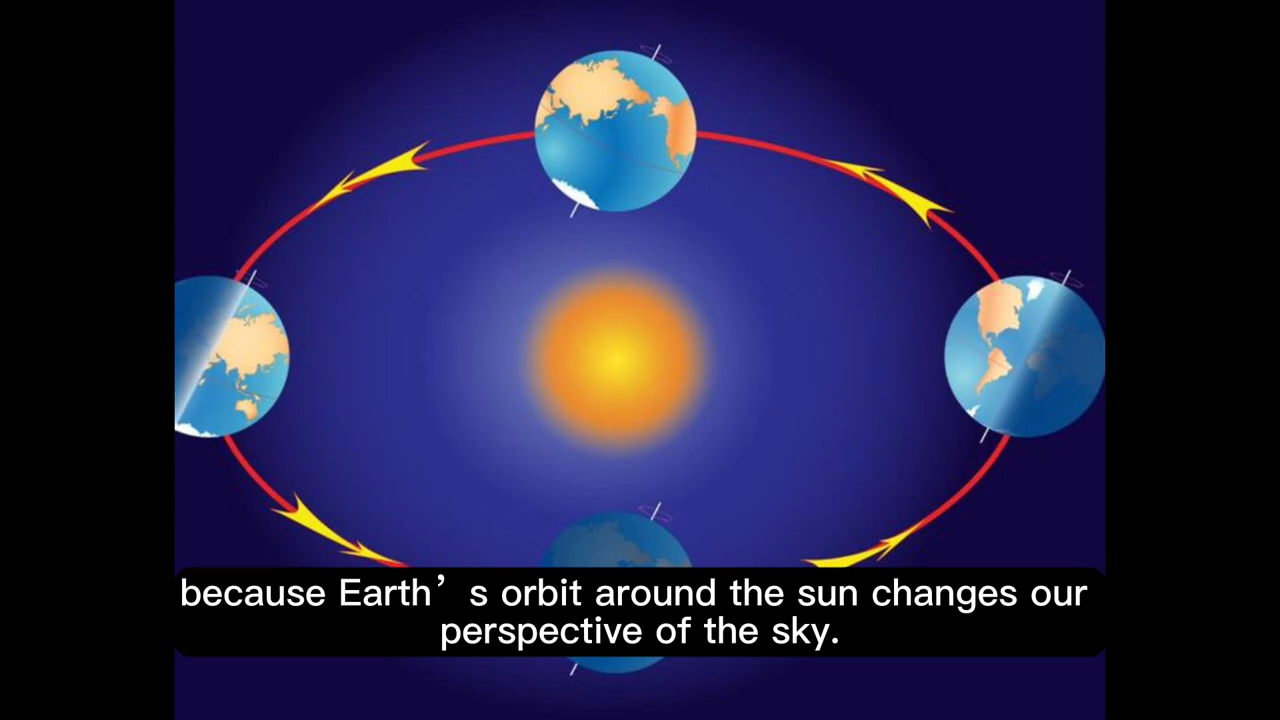 because Earth’s orbit around the sun changes our
perspective of the sky.